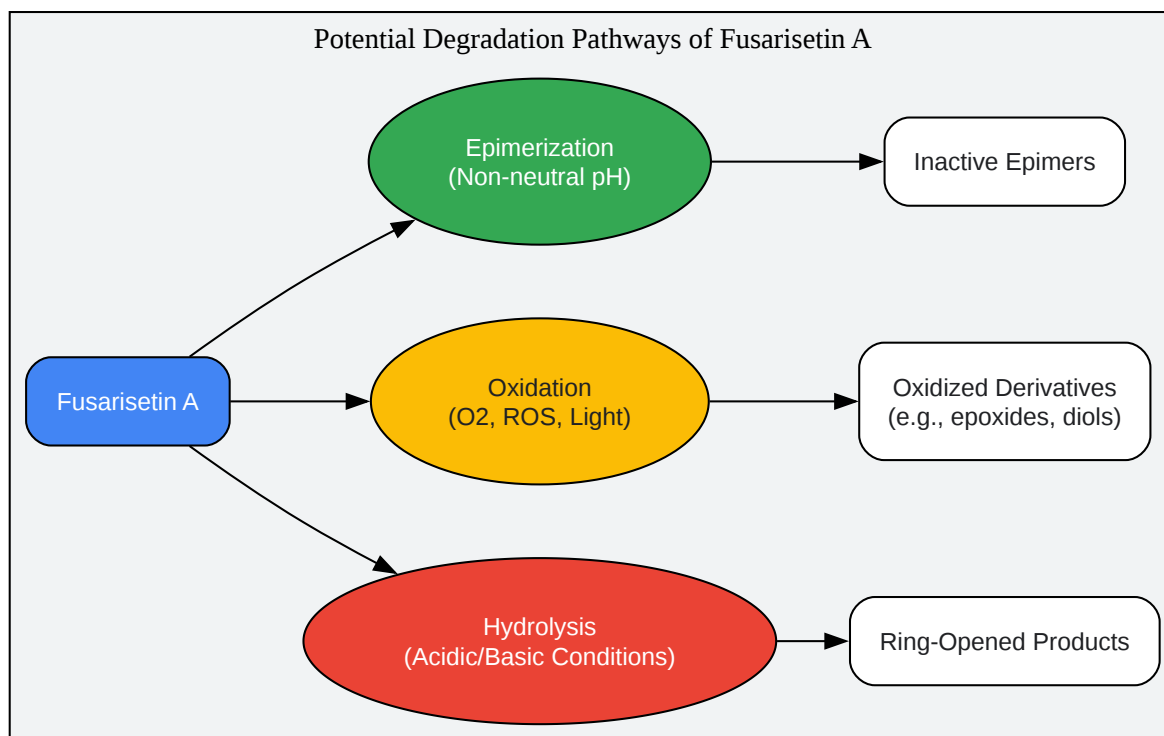 Potential Degradation Pathways of Fusarisetin A
Epimerization
(Non-neutral pH)
Inactive Epimers
Fusarisetin A
Oxidation
(O2, ROS, Light)
Oxidized Derivatives
(e.g., epoxides, diols)
Hydrolysis
(Acidic/Basic Conditions)
Ring-Opened Products